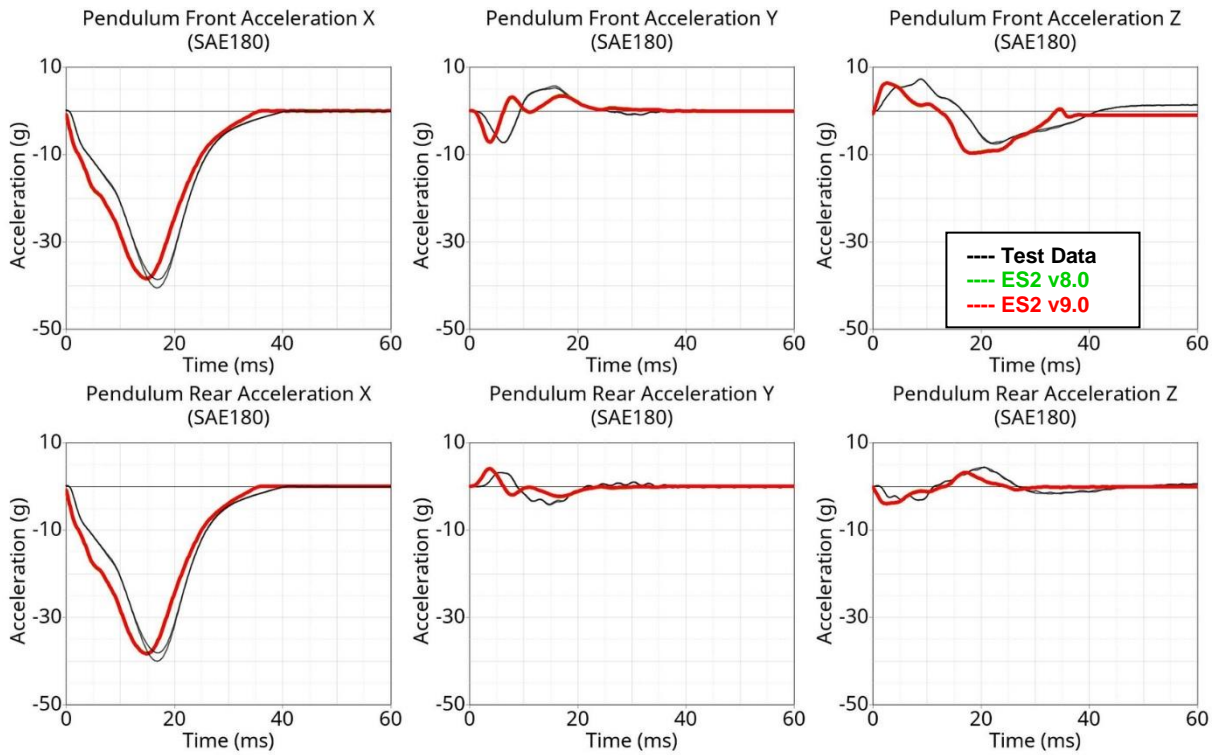 Pendulum Front Acceleration X
(SAE180)
10
-10
-30
-50
Acceleration (g)
0
20
40
60
Time (ms)
Pendulum Front Acceleration Y
(SAE180)
10
-10
-30
-50
Acceleration (g)
0
20
40
60
Time (ms)
Pendulum Front Acceleration Z
(SAE180)
10
-10
-30
-50
Acceleration (g)
0
20
40
60
Time (ms)
---- Test Data
---- ES2 v8.0
---- ES2 v9.0
Pendulum Rear Acceleration X
(SAE180)
10
-10
-30
-50
Acceleration (g)
0
20
40
60
Time (ms)
Pendulum Rear Acceleration Y
(SAE180)
10
-10
-30
-50
Acceleration (g)
0
20
40
60
Time (ms)
Pendulum Rear Acceleration Z
(SAE180)
10
-10
-30
-50
Acceleration (g)
0
20
40
60
Time (ms)